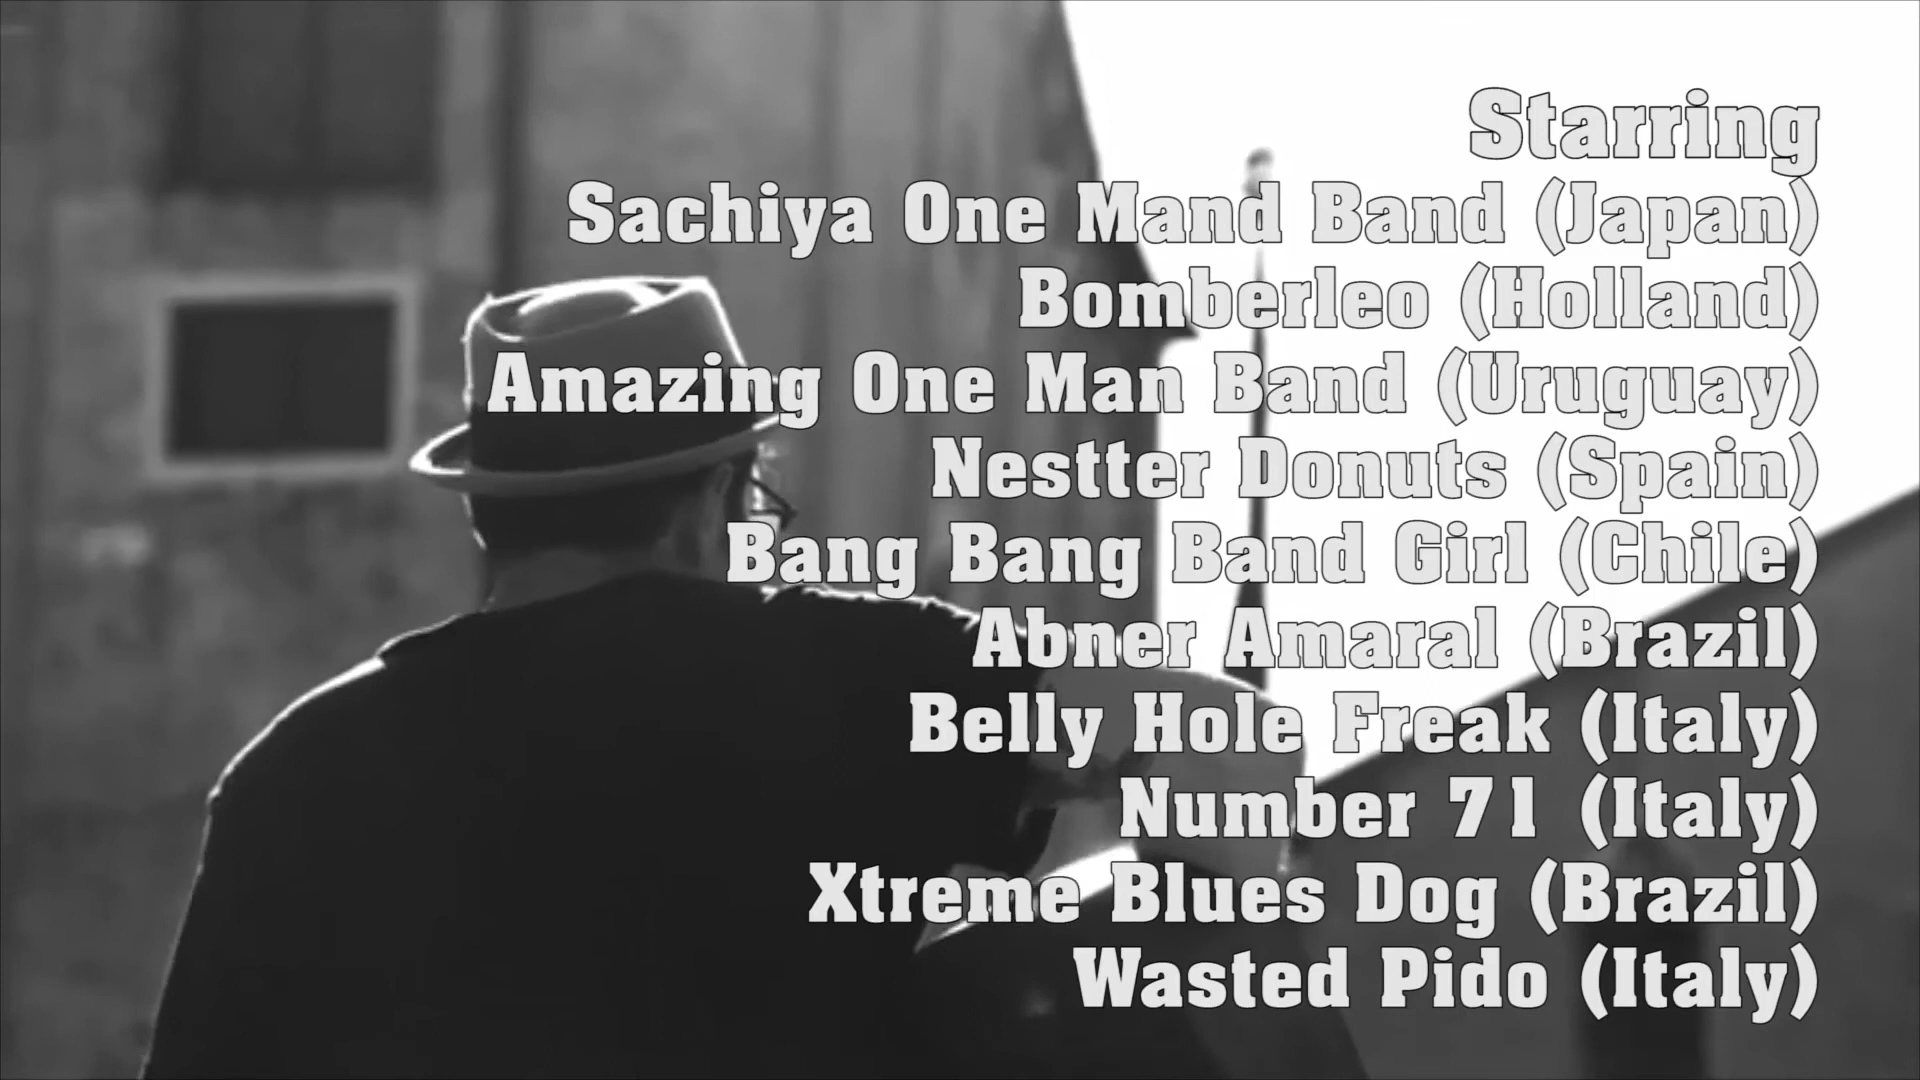 Starring
Sachiya One Mand Band (Japan)
Bomberleo (Holland)
Amazing One Man Band (Uruguay)
Nestter Donuts (Spain)
Bang Bang Band Girl (Chile)
Abner Amaral (Brazil)
Belly Hole Freak (Italy)
Number 71 (Italy)
Xtreme Blues Dog (Brazil)
Wasted Pido (Italy)